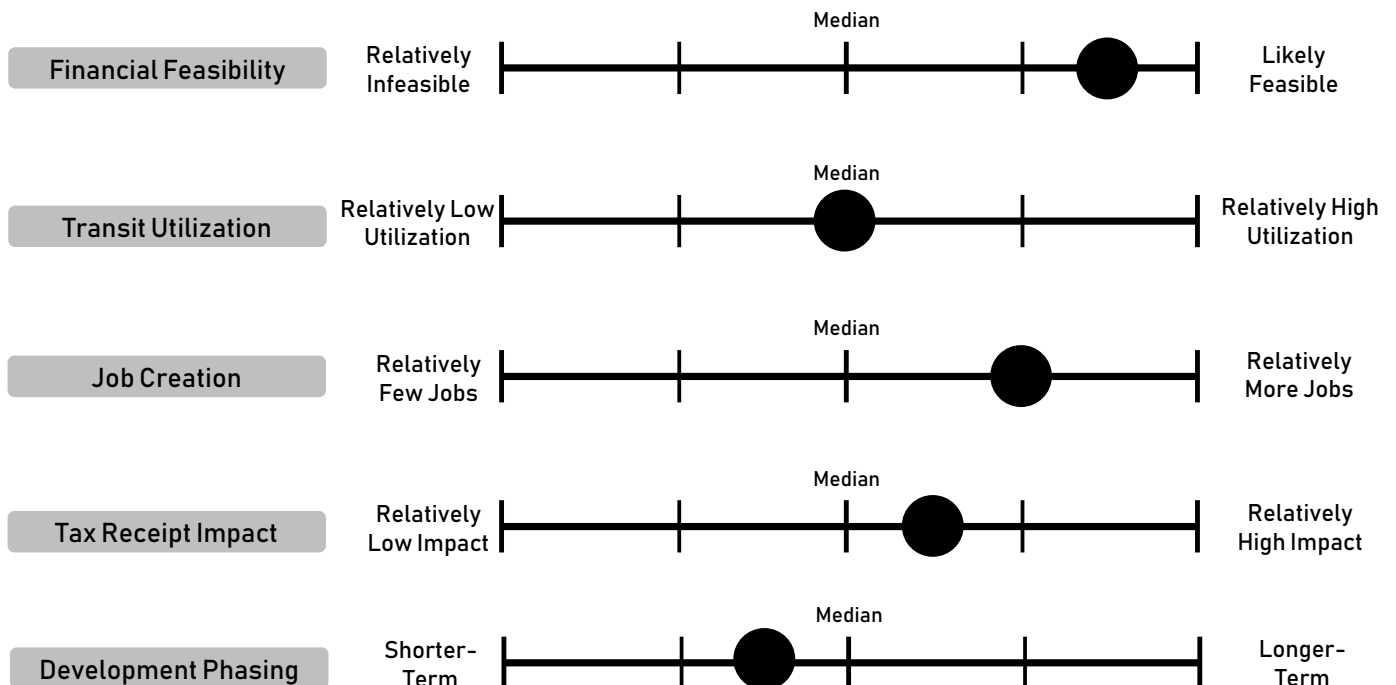 Median
Financial Feasibility
Relatively
Infeasible
Likely
Feasible
Median
Transit Utilization
Relatively Low
Utilization
Relatively High
Utilization
Median
Job Creation
Relatively
Few Jobs
Relatively
More Jobs
Median
Tax Receipt Impact
Relatively
Low Impact
Relatively
High Impact
Median
Development Phasing
Shorter-
Term
Longer-
Term